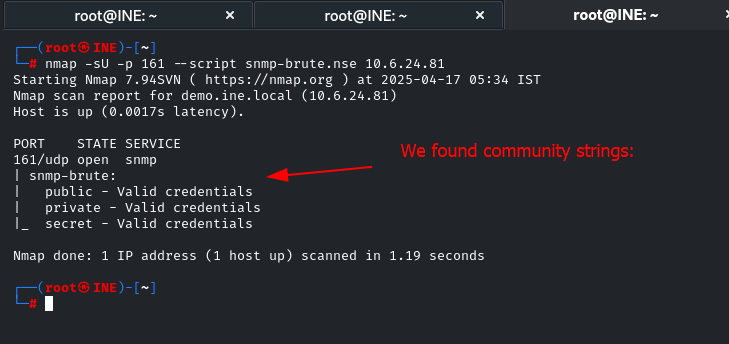 root@INE: ~ × root@INE: ~ × root@INE: ~
┌──(root㉿INE)-[~]
└─# nmap -sU -p 161 --script snmp-brute.nse 10.6.24.81
Starting Nmap 7.94SVN ( https://nmap.org ) at 2025-04-17 05:34 IST
Nmap scan report for demo.ine.local (10.6.24.81)
Host is up (0.0017s latency).
PORT    STATE SERVICE
161/udp open  snmp
We found community strings:
| snmp-brute:
|   public - Valid credentials
|   private - Valid credentials
|_  secret - Valid credentials
Nmap done: 1 IP address (1 host up) scanned in 1.19 seconds
┌──(root㉿INE)-[~]
└─#